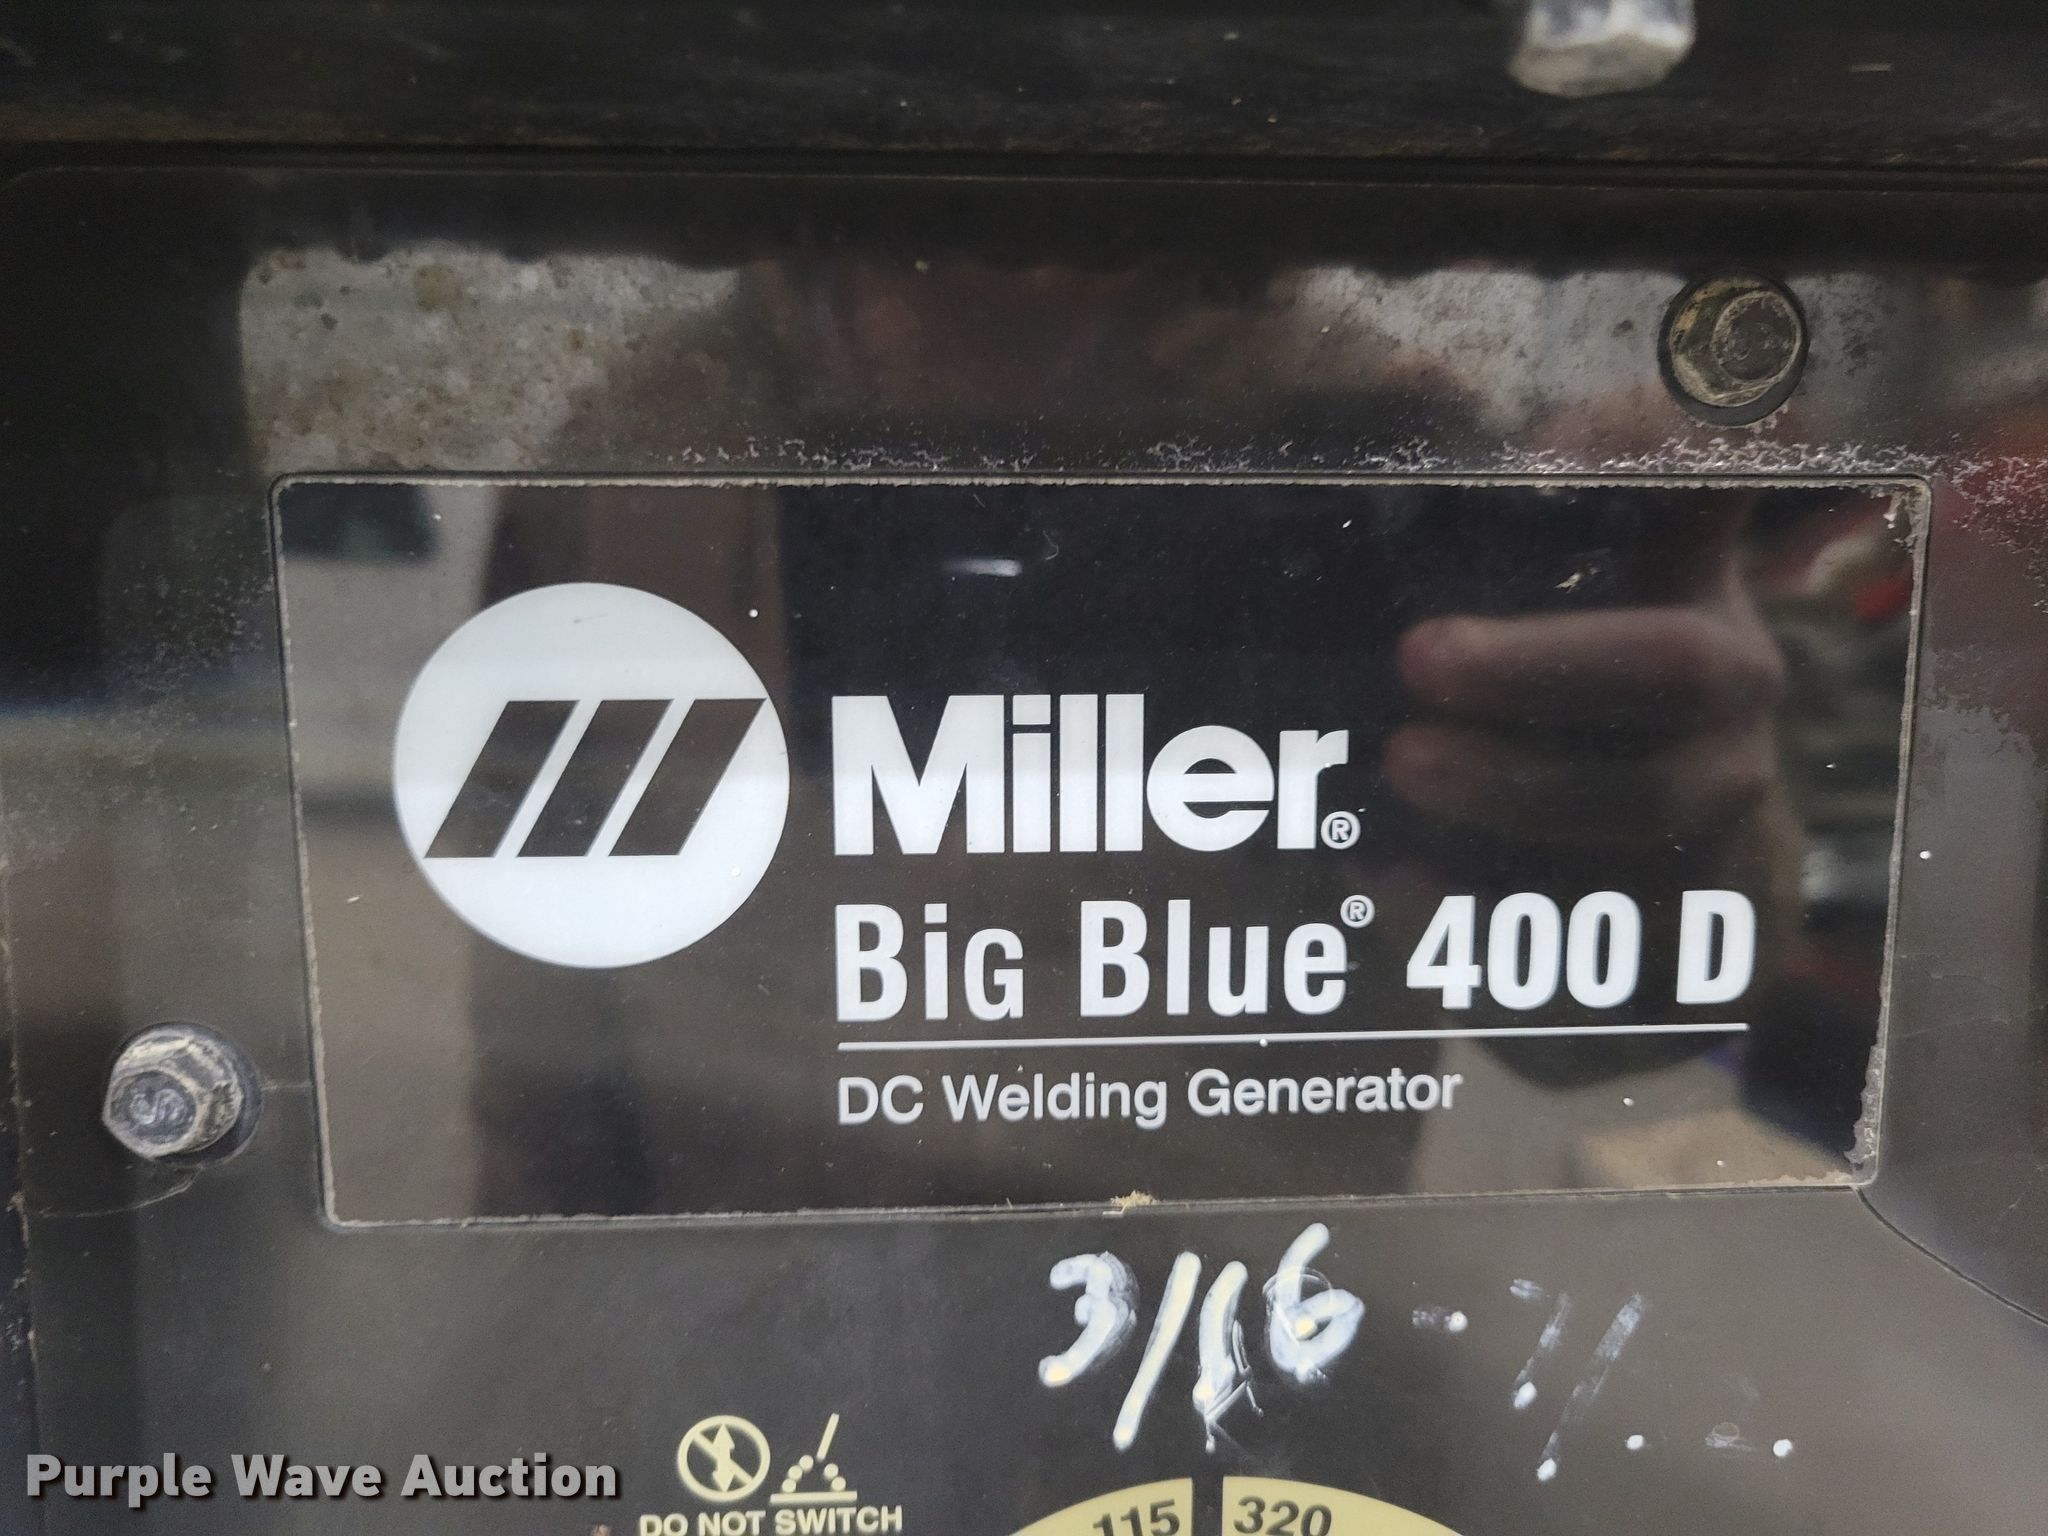 Miller®
Big Blue® 400 D
DC Welding Generator
3/16
DO NOT SWITCH
115 320
Purple Wave Auction